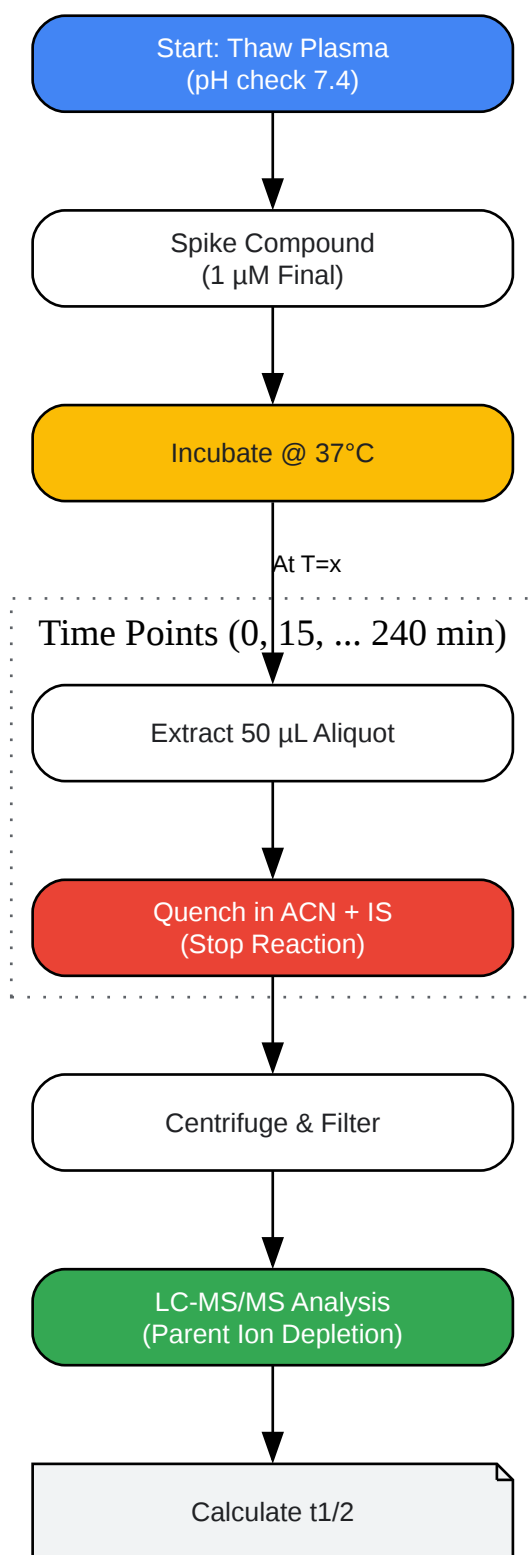 Start: Thaw Plasma
(pH check 7.4)
Spike Compound
(1 µM Final)
Incubate @ 37°C
At T=x
Time Points (0, 15, ... 240 min)
Extract 50 µL Aliquot
Quench in ACN + IS
(Stop Reaction)
Centrifuge & Filter
LC-MS/MS Analysis
(Parent Ion Depletion)
Calculate t1/2